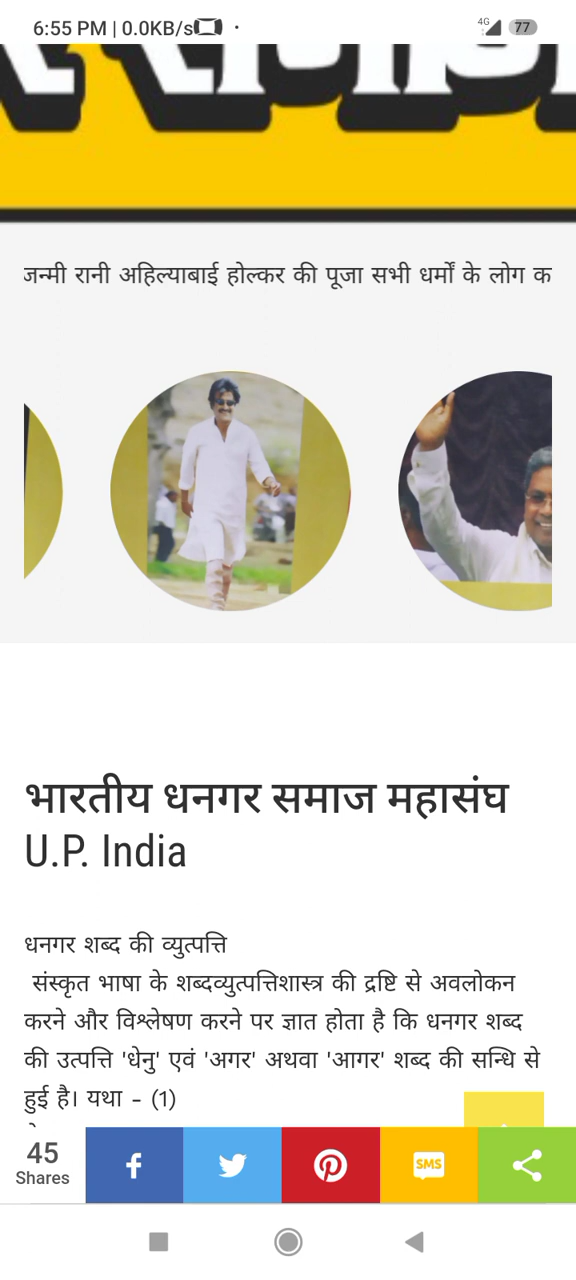 6:55 PM | 0.0KB/s
4G
77
जन्मी रानी अहिल्याबाई होल्कर की पूजा सभी धर्मों के लोग क
भारतीय धनगर समाज महासंघ
U.P. India
धनगर शब्द की व्युत्पत्ति
संस्कृत भाषा के शब्दव्युत्पत्तिशास्त्र की द्रष्टि से अवलोकन
करने और विश्लेषण करने पर ज्ञात होता है कि धनगर शब्द
की उत्पत्ति 'धेनु' एवं 'अगर' अथवा 'आगर' शब्द की सन्धि से
हुई है। यथा - (1)
45
Shares
SMS